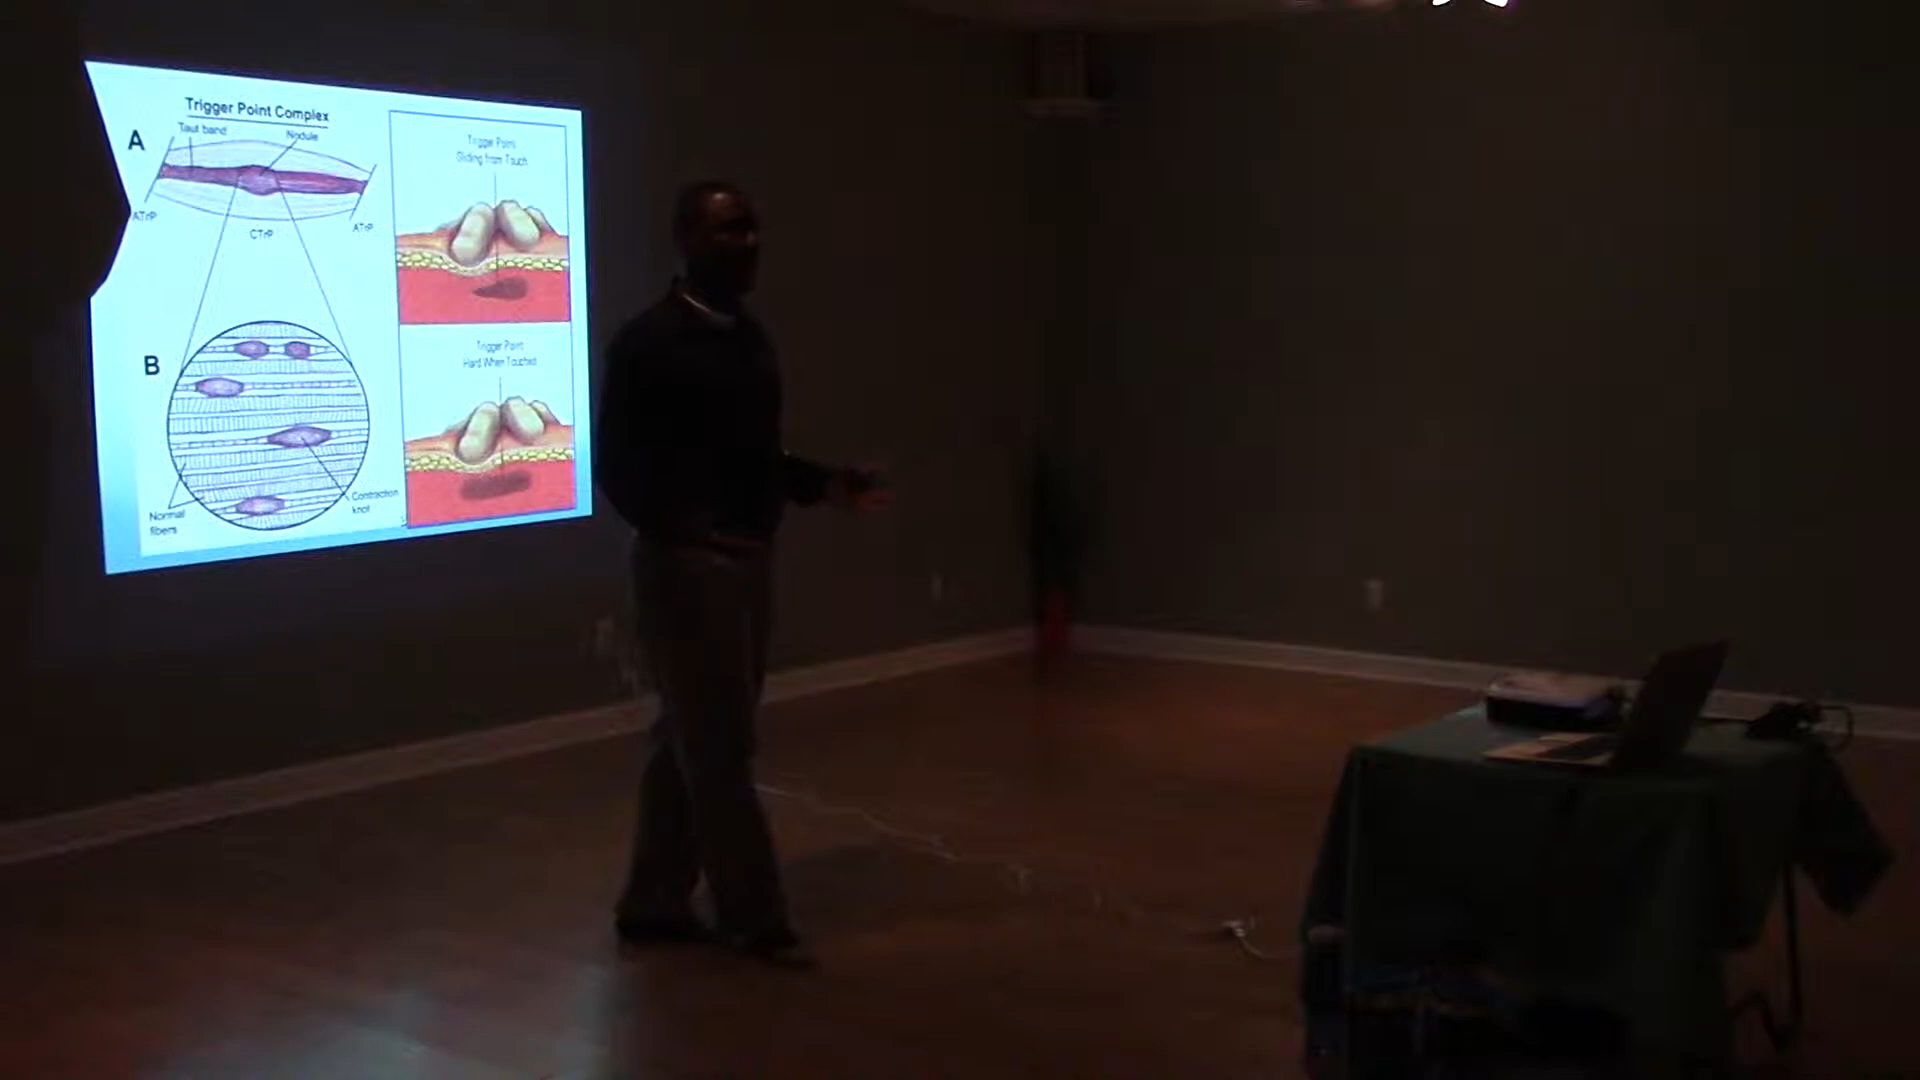 Trigger Point Complex
A
Taut band
Nodule
ATrP
CTrP
ATrP
B
Normal
fibers
Contraction
knot
Trigger Point
Sliding from Touch
Trigger Point
Hard When Touched